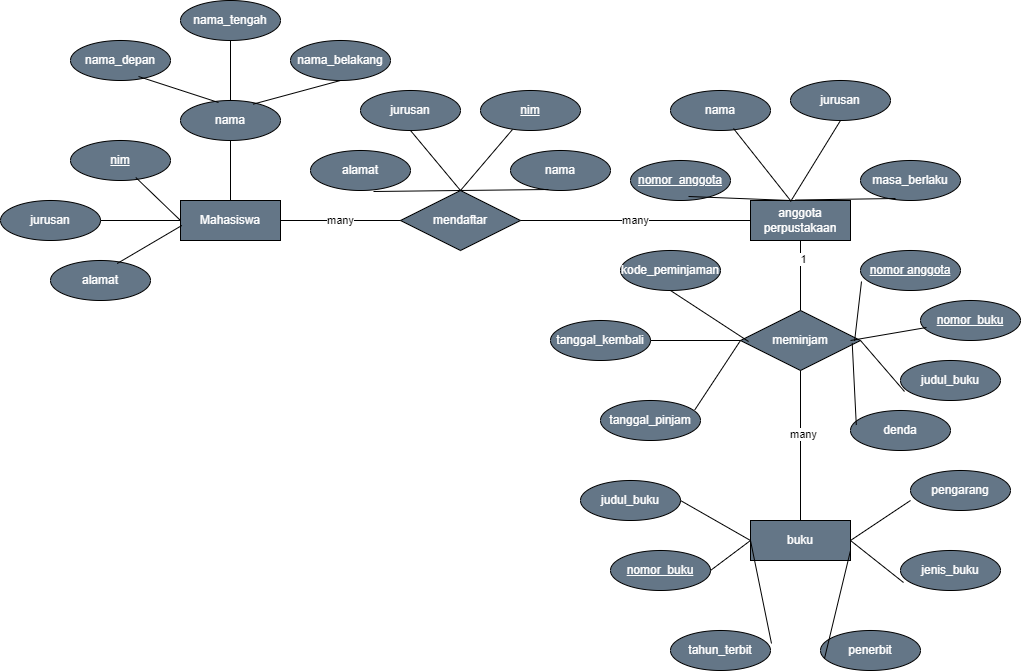 nama_tengah
nama_depan
nama_belakang
nama
nim
jurusan
alamat
Mahasiswa
many
jurusan
nim
alamat
nama
mendaftar
many
nama
jurusan
nomor_anggota
masa_berlaku
anggota
perpustakaan
1
kode_peminjaman
nomor anggota
tanggal_kembali
meminjam
nomor_buku
judul_buku
tanggal_pinjam
denda
many
judul_buku
pengarang
buku
nomor_buku
jenis_buku
tahun_terbit
penerbit